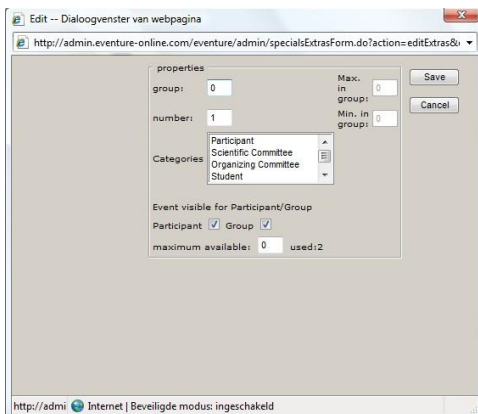 Edit -- Dialoogvenster van webpagina
http://admin.eventure-online.com/eventure/admin/specialsExtrasForm.do?action=editExtras&
properties
group: 0
Max. in group: 0
Save
number: 1
Min. in group: 0
Cancel
Categories
Participant
Scientific Committee
Organizing Committee
Student
Event visible for Participant/Group
Participant Group
maximum available: 0 used:2
http://admi Internet | Beveiligde modus: ingeschakeld